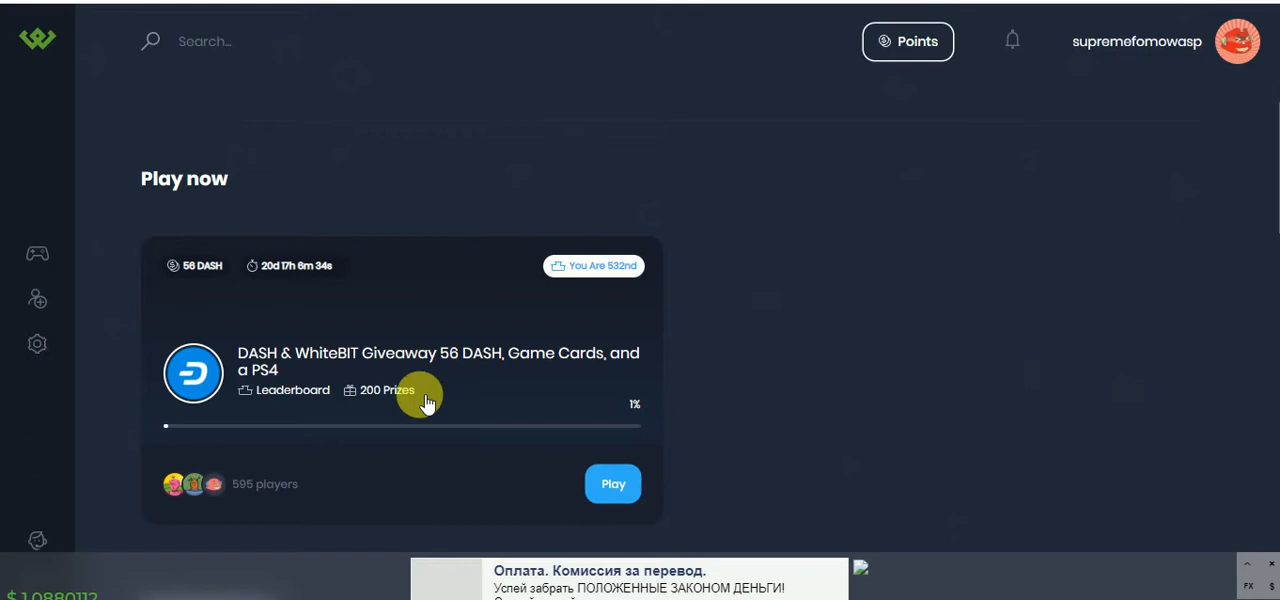 Search...
Points
supremefomowasp
Play now
56 DASH
20d 17h 6m 34s
You Are 532nd
DASH & WhiteBIT Giveaway 56 DASH, Game Cards, and
a PS4
Leaderboard
200 Prizes
1%
595 players
Play
Оплата. Комиссия за перевод.
Успей забрать ПОЛОЖЕННЫЕ ЗАКОНОМ ДЕНЬГИ!
$ 1.0880112
FX
$